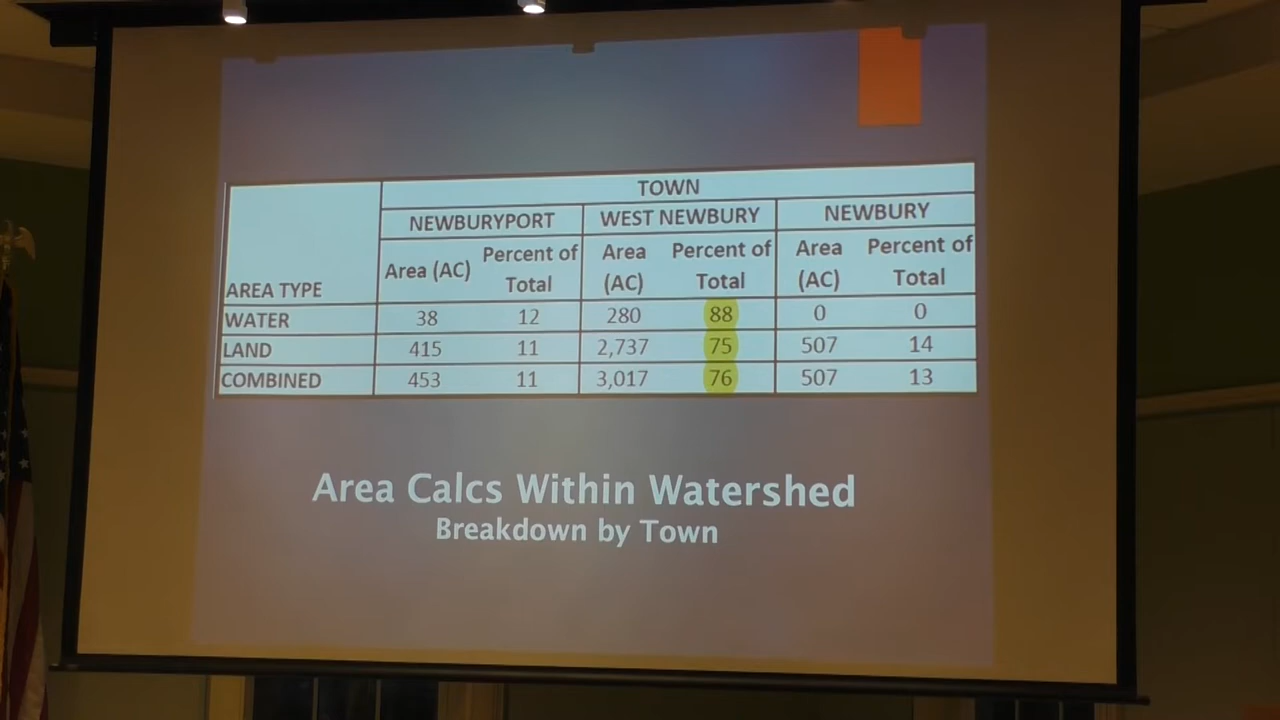 TOWN
NEWBURYPORT WEST NEWBURY NEWBURY
AREA TYPE Area (AC) Percent of Total Area (AC) Percent of Total Area (AC) Percent of Total
WATER 38 12 280 88 0 0
LAND 415 11 2,737 75 507 14
COMBINED 453 11 3,017 76 507 13
Area Calcs Within Watershed
Breakdown by Town